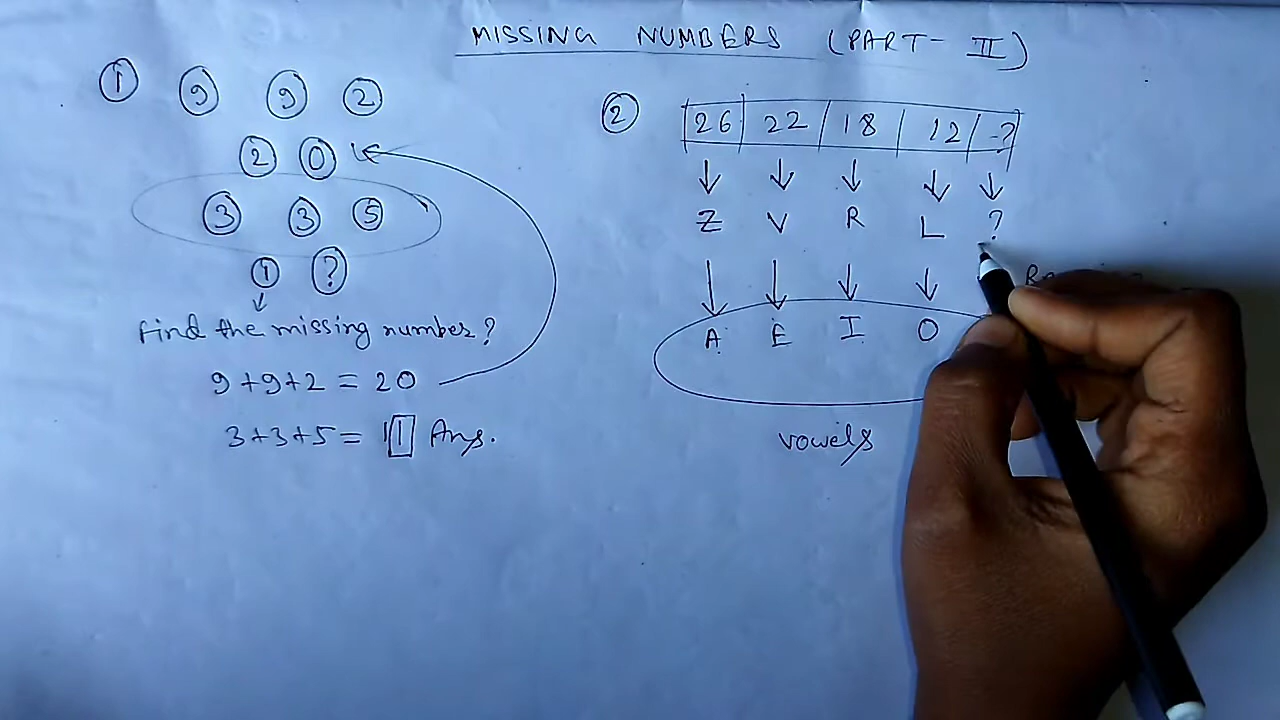 MISSING NUMBERS (PART- II)
① 9 9 2
2 0
3 3 5
1 ?
Find the missing number?
9+9+2 = 20
3+3+5 = 11 Ans.
② 26 22 18 12 ?
Z V R L ?
A E I O
vowels